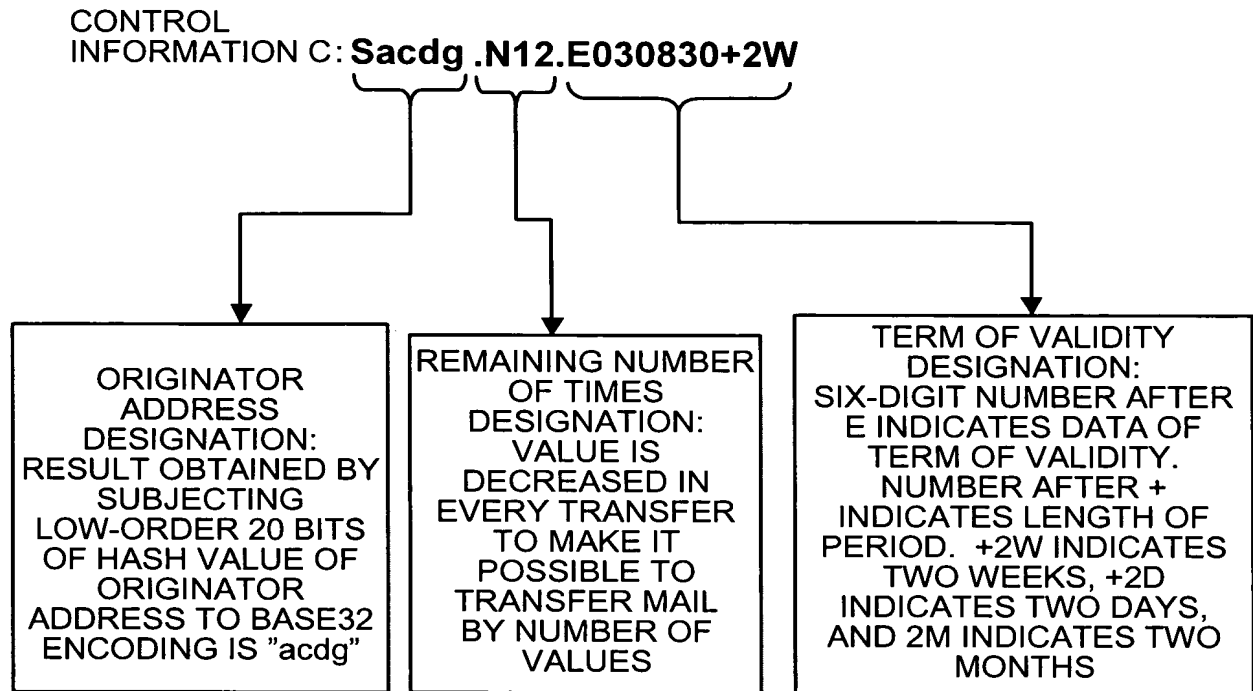 CONTROL
INFORMATION C: Sacdg .N12.E030830+2W
ORIGINATOR
ADDRESS
DESIGNATION:
RESULT OBTAINED BY
SUBJECTING
LOW-ORDER 20 BITS
OF HASH VALUE OF
ORIGINATOR
ADDRESS TO BASE32
ENCODING IS "acdg"
REMAINING NUMBER
OF TIMES
DESIGNATION:
VALUE IS
DECREASED IN
EVERY TRANSFER
TO MAKE IT
POSSIBLE TO
TRANSFER MAIL
BY NUMBER OF
VALUES
TERM OF VALIDITY
DESIGNATION:
SIX-DIGIT NUMBER AFTER
E INDICATES DATA OF
TERM OF VALIDITY.
NUMBER AFTER +
INDICATES LENGTH OF
PERIOD. +2W INDICATES
TWO WEEKS, +2D
INDICATES TWO DAYS,
AND 2M INDICATES TWO
MONTHS